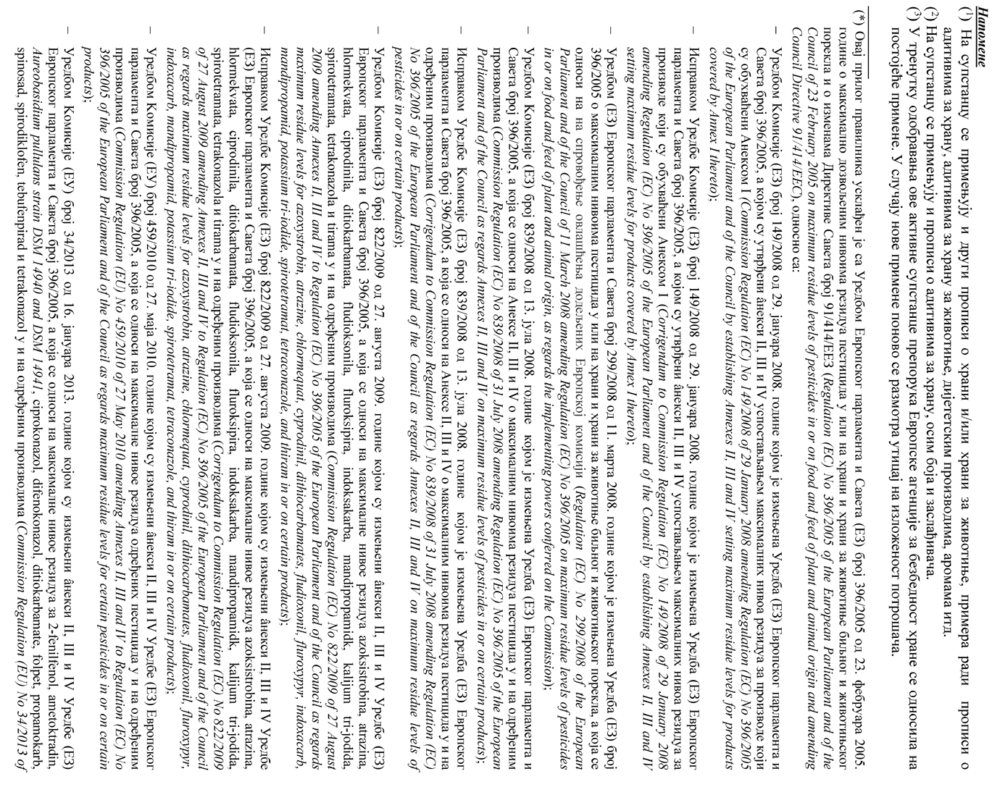 Напомене
(1) На супстанцу се примењују и други прописи о храни и/или храни за животиње, примера ради прописи о
адитивима за храну, адитивима за храну за животиње, дијететским производима, аромама итд.
(2) На супстанцу се примењују и прописи о адитивима за храну, осим боја и заслађивача.
(3) У тренутку одобравања ове активне супстанце препорука Европске агенције за безбедност хране се односила на
постојеће примене. У случају нове примене поново се разматра утицај на изложеност потрошача.
(*) Овај прилог правилника усклађен је са Уредбом Европског парламента и Савета (ЕЗ) број 396/2005 од 23. фебруара 2005.
године о максимално дозвољеним нивоима резидуа пестицида у или на храни и храни за животиње биљног и животињског
порекла и о изменама Директиве Савета број 91/414/ЕЕЗ (Regulation (EC) No 396/2005 of the European Parliament and of the
Council of 23 February 2005 on maximum residue levels of pesticides in or on food and feed of plant and animal origin and amending
Council Directive 91/414/EEC), односно са:
– Уредбом Комисије (ЕЗ) број 149/2008 од 29. јануара 2008. године којом је измењена Уредба (ЕЗ) Европског парламента и
Савета број 396/2005, а којом су утврђени âнекси II, III и IV успостављањем максималних нивоа резидуа за производе који
су обухваћени Анексом I (Commission Regulation (EC) No 149/2008 of 29 January 2008 amending Regulation (EC) No 396/2005
of the European Parliament and of the Council by establishing Annexes II, III and IV setting maximum residue levels for products
covered by Annex I thereto);
– Исправком Уредбе Комисије (ЕЗ) број 149/2008 од 29. јануара 2008. године којом је измењена Уредба (ЕЗ) Европског
парламента и Савета број 396/2005, а којом су утврђени âнекси II, III и IV успостављањем максималних нивоа резидуа за
производе који су обухваћени Анексом I (Corrigendum to Commission Regulation (EC) No 149/2008 of 29 January 2008
amending Regulation (EC) No 396/2005 of the European Parliament and of the Council by establishing Annexes II, III and IV
setting maximum residue levels for products covered by Annex I thereto);
– Уредбом (ЕЗ) Европског парламента и Савета број 299/2008 од 11. марта 2008. године којом је измењена Уредба (ЕЗ) број
396/2005 о максималним нивоима пестицида у или на храни и храни за животиње биљног и животињског порекла, а која се
односи на на спровођење овлашћења додељених Европској комисији (Regulation (EC) No 299/2008 of the European
Parliament and of the Council of 11 March 2008 amending Regulation (EC) No 396/2005 on maximum residue levels of pesticides
in or on food and feed of plant and animal origin, as regards the implementing powers conferred on the Commission);
– Уредбом Комисије (ЕЗ) број 839/2008 од 13. јула 2008. године којом је измењена Уредба (ЕЗ) Европског парламента и
Савета број 396/2005, а која се односи на Анексе II, III и IV о максималним нивоима резидуа пестицида у и на одређеним
производима (Commission Regulation (EC) No 839/2008 of 31 July 2008 amending Regulation (EC) No 396/2005 of the European
Parliament and of the Council as regards Annexes II, III and IV on maximum residue levels of pesticides in or on certain products);
– Исправком Уредбе Комисије (ЕЗ) број 839/2008 од 13. јула 2008. године којом је измењена Уредба (ЕЗ) Европског
парламента и Савета број 396/2005, а која се односи на Анексе II, III и IV о максималним нивоима резидуа пестицида у и на
одређеним производима (Corrigendum to Commission Regulation (EC) No 839/2008 of 31 July 2008 amending Regulation (EC)
No 396/2005 of the European Parliament and of the Council as regards Annexes II, III and IV on maximum residue levels of
pesticides in or on certain products);
– Уредбом Комисије (ЕЗ) број 822/2009 од 27. августа 2009. године којом су измењени âнекси II, III и IV Уредбе (ЕЗ)
Европског парламента и Савета број 396/2005, а која се односи на максималне нивое резидуа azoksistrobina, atrazina,
hlormekvata, ciprodinila, ditiokarbamata, fludioksonila, fluroksipira, indoksakarba, mandipropamidk, kalijum tri-jodida,
spirotetramata, tetrakonazola и tirama у и на одређеним производима (Commission Regulation (EC) No 822/2009 of 27 August
2009 amending Annexes II, III and IV to Regulation (EC) No 396/2005 of the European Parliament and of the Council as regards
maximum residue levels for azoxystrobin, atrazine, chlormequat, cyprodinil, dithiocarbamates, fludioxonil, fluroxypyr, indoxacarb,
mandipropamid, potassium tri-iodide, spirotetramat, tetraconazole, and thiram in or on certain products);
– Исправком Уредбе Комисије (ЕЗ) број 822/2009 од 27. августа 2009. године којом су измењени âнекси II, III и IV Уредбе
(ЕЗ) Европског парламента и Савета број 396/2005, а која се односи на максималне нивое резидуа azoksistrobina, atrazina,
hlormekvata, ciprodinila, ditiokarbamata, fludioksonila, fluroksipira, indoksakarba, mandipropamidk, kalijum tri-jodida,
spirotetramata, tetrakonazola и tirama у и на одређеним производима (Corrigendum to Commission Regulation (EC) No 822/2009
of 27 August 2009 amending Annexes II, III and IV to Regulation (EC) No 396/2005 of the European Parliament and of the Council
as regards maximum residue levels for azoxystrobin, atrazine, chlormequat, cyprodinil, dithiocarbamates, fludioxonil, fluroxypyr,
indoxacarb, mandipropamid, potassium tri-iodide, spirotetramat, tetraconazole, and thiram in or on certain products);
– Уредбом Комисије (ЕУ) број 459/2010 од 27. маја 2010. године којом су измењени âнекси II, III и IV Уредбе (ЕЗ) Европског
парламента и Савета број 396/2005, а која се односи на максималне нивое резидуа одређених пестицида у и на одређеним
производима (Commission Regulation (EU) No 459/2010 of 27 May 2010 amending Annexes II, III and IV to Regulation (EC) No
396/2005 of the European Parliament and of the Council as regards maximum residue levels for certain pesticides in or on certain
products);
– Уредбом Комисије (ЕУ) број 34/2013 од 16. јануара 2013. године којом су измењени âнекси II, III и IV Уредбе (ЕЗ)
Европског парламента и Савета број 396/2005, а која се односи на максималне нивое резидуа за 2-fenilfenol, ametoktradin,
Aureobasidium pullulans strain DSM 14940 and DSM 14941, ciprokonazol, difenokonazol, ditiokarbamate, folpet, propamokarb,
spinosad, spirodiklofen, tebufenpirad и tetrakonazol у и на одређеним производима (Commission Regulation (EU) No 34/2013 of